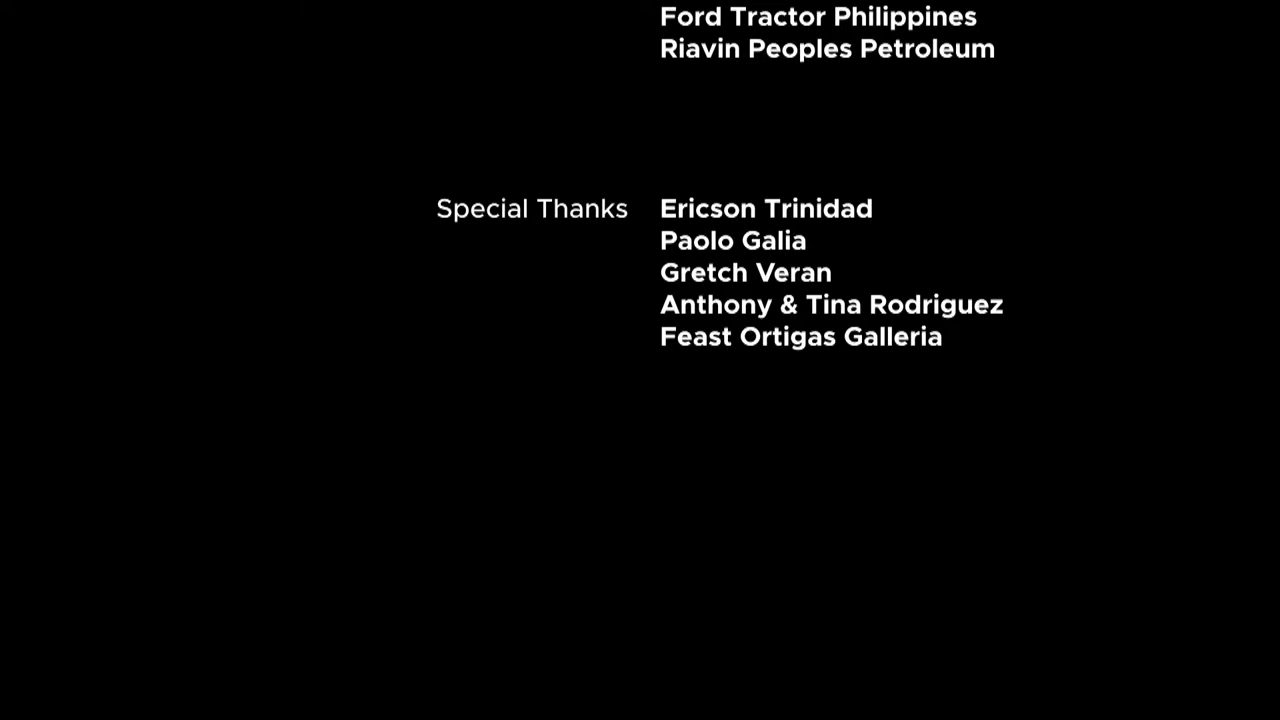 Ford Tractor Philippines
Riavin Peoples Petroleum
Special Thanks Ericson Trinidad
Paolo Galia
Gretch Veran
Anthony & Tina Rodriguez
Feast Ortigas Galleria